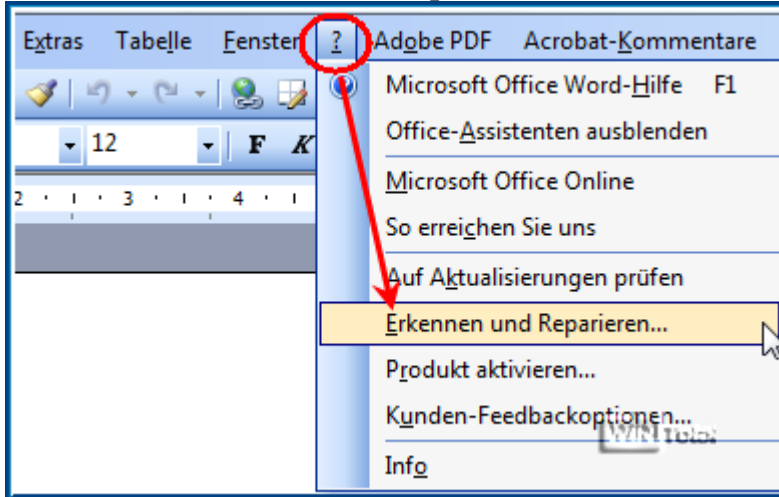 Extras Tabelle Fenster ? Adobe PDF Acrobat-Kommentare
12 F K
2 3 4
Microsoft Office Word-Hilfe F1
Office-Assistenten ausblenden
Microsoft Office Online
So erreichen Sie uns
Auf Aktualisierungen prüfen
Erkennen und Reparieren...
Produkt aktivieren...
Kunden-Feedbackoptionen...
Info